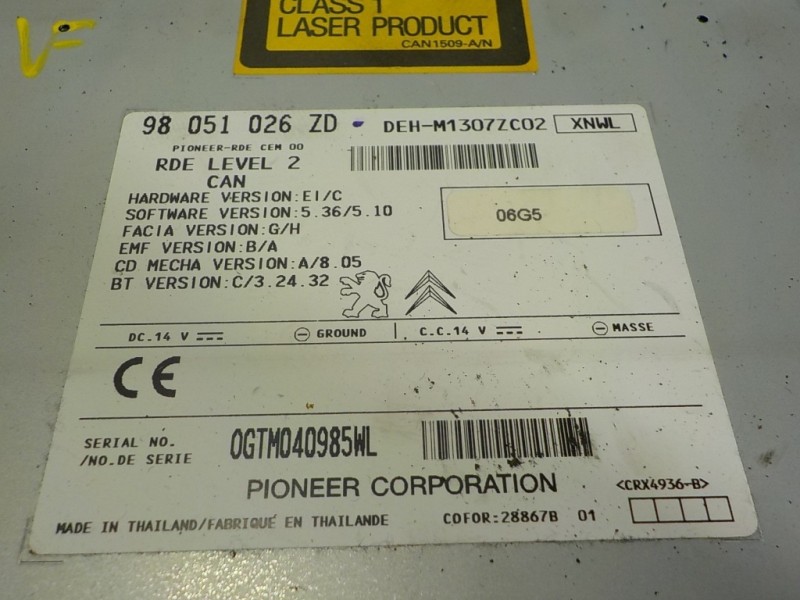 CLASS 1
LASER PRODUCT
CAN1509-A/N
VF
98 051 026 ZD - DEH-M1307ZC02 XNWL
PIONEER-RDE CEM 00
RDE LEVEL 2
CAN
HARDWARE VERSION:EI/C
SOFTWARE VERSION:5.36/5.10
06G5
FACIA VERSION:G/H
EMF VERSION:B/A
CD MECHA VERSION:A/8.05
BT VERSION:C/3.24.32
DC.14 V GROUND C.C.14 V MASSE
CE
SERIAL NO.
/NO.DE SERIE
0GTM040985WL
PIONEER CORPORATION
<CRX4936-B>
MADE IN THAILAND/FABRIQUÉ EN THAILANDE
COFOR:28867B 01